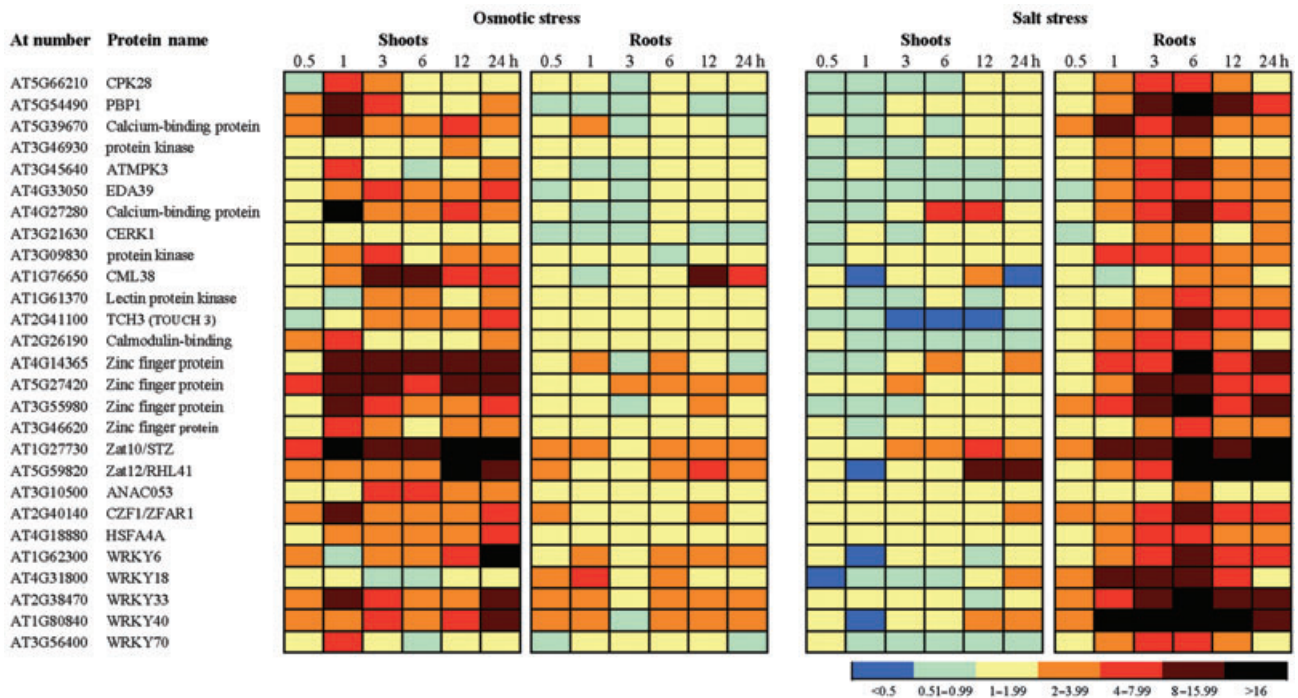 Osmotic stress Salt stress
At number Protein name Shoots Roots Shoots Roots
0.5 1 3 6 12 24 h 0.5 1 3 6 12 24 h 0.5 1 3 6 12 24 h 0.5 1 3 6 12 24 h
AT5G66210 CPK28
AT5G54490 PBP1
AT5G39670 Calcium-binding protein
AT3G46930 protein kinase
AT3G45640 ATMPK3
AT4G33050 EDA39
AT4G27280 Calcium-binding protein
AT3G21630 CERK1
AT3G09830 protein kinase
AT1G76650 CML38
AT1G61370 Lectin protein kinase
AT2G41100 TCH3 (TOUCH 3)
AT2G26190 Calmodulin-binding
AT4G14365 Zinc finger protein
AT5G27420 Zinc finger protein
AT3G55980 Zinc finger protein
AT3G46620 Zinc finger protein
AT1G27730 Zat10/STZ
AT5G59820 Zat12/RHL41
AT3G10500 ANAC053
AT2G40140 CZF1/ZFAR1
AT4G18880 HSFA4A
AT1G62300 WRKY6
AT4G31800 WRKY18
AT2G38470 WRKY33
AT1G80840 WRKY40
AT3G56400 WRKY70
<0.5 0.51–0.99 1–1.99 2–3.99 4–7.99 8–15.99 >16